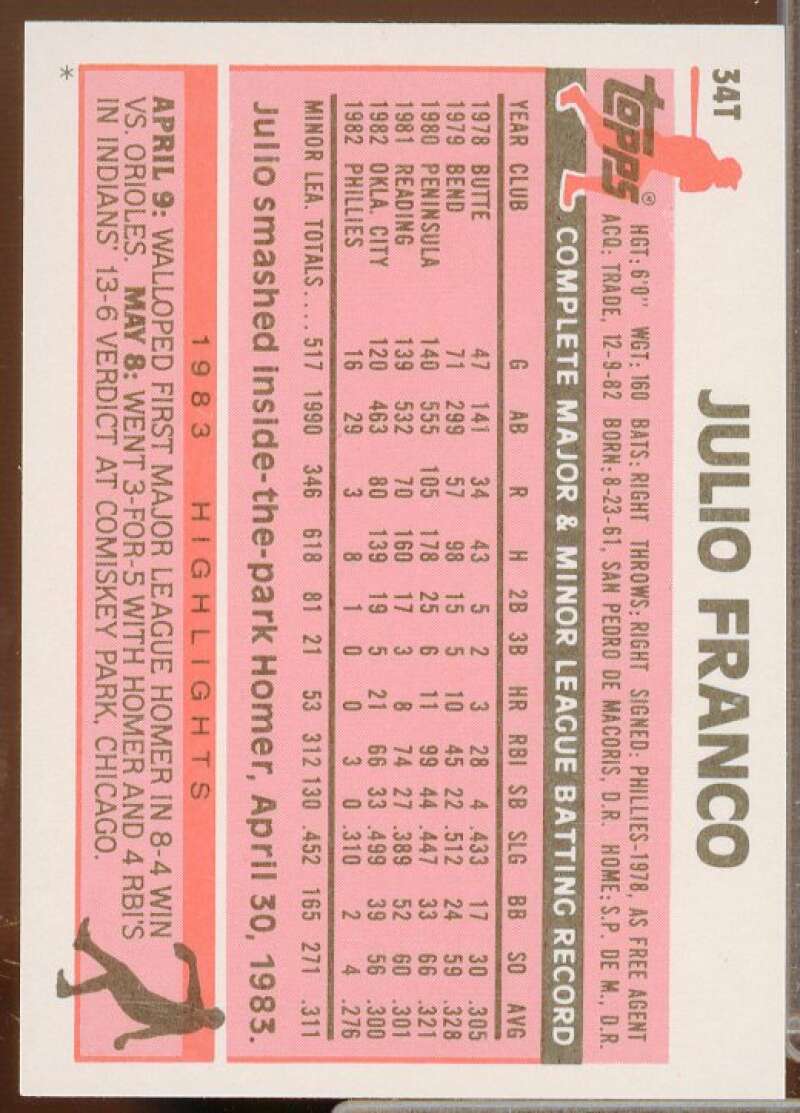 34T
JULIO FRANCO
topps®
HGT: 6'0" WGT: 160 BATS: RIGHT THROWS: RIGHT SIGNED: PHILLIES-1978, AS FREE AGENT
ACQ: TRADE, 12-9-82 BORN: 8-23-61, SAN PEDRO DE MACORIS, D.R. HOME: S.P. DE M., D.R.
COMPLETE MAJOR & MINOR LEAGUE BATTING RECORD
YEAR CLUB G AB R H 2B 3B HR RBI SB SLG BB SO AVG
1978 BUTTE 47 141 34 43 5 2 3 28 4 .433 17 30 .305
1979 BEND 71 299 57 98 15 5 10 45 22 .512 24 59 .328
1980 PENINSULA 140 555 105 178 25 6 11 99 44 .447 33 66 .321
1981 READING 139 532 70 160 17 3 8 74 27 .389 52 60 .301
1982 OKLA. CITY 120 463 80 139 19 5 21 66 33 .499 39 56 .300
1982 PHILLIES 16 29 3 8 1 0 0 3 0 .310 2 4 .276
MINOR LEA. TOTALS.... 517 1990 346 618 81 21 53 312 130 .452 165 271 .311
Julio smashed inside-the-park Homer, April 30, 1983.
1983 HIGHLIGHTS
APRIL 9: WALLOPED FIRST MAJOR LEAGUE HOMER IN 8-4 WIN
VS. ORIOLES. MAY 8: WENT 3-FOR-5 WITH HOMER AND 4 RBI'S
IN INDIANS' 13-6 VERDICT AT COMISKEY PARK, CHICAGO.
*